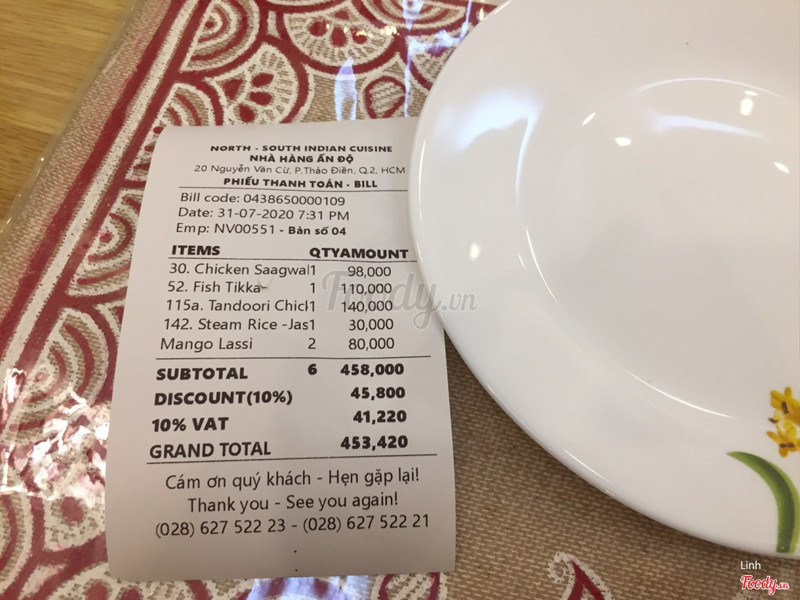 NORTH - SOUTH INDIAN CUISINE
NHÀ HÀNG ẤN ĐỘ
20 Nguyễn Văn Cừ, P.Thảo Điền, Q.2, HCM
PHIẾU THANH TOÁN - BILL
Bill code: 0438650000109
Date: 31-07-2020 7:31 PM
Emp: NV00551 - Bàn số 04
ITEMS QTYAMOUNT
30. Chicken Saagwal 1 98,000
52. Fish Tikka 1 110,000
115a. Tandoori Chicl 1 140,000
142. Steam Rice -Jas 1 30,000
Mango Lassi 2 80,000
SUBTOTAL 6 458,000
DISCOUNT(10%) 45,800
10% VAT 41,220
GRAND TOTAL 453,420
Cám ơn quý khách - Hẹn gặp lại!
Thank you - See you again!
(028) 627 522 23 - (028) 627 522 21
Foody.vn
Linh
Foody.vn